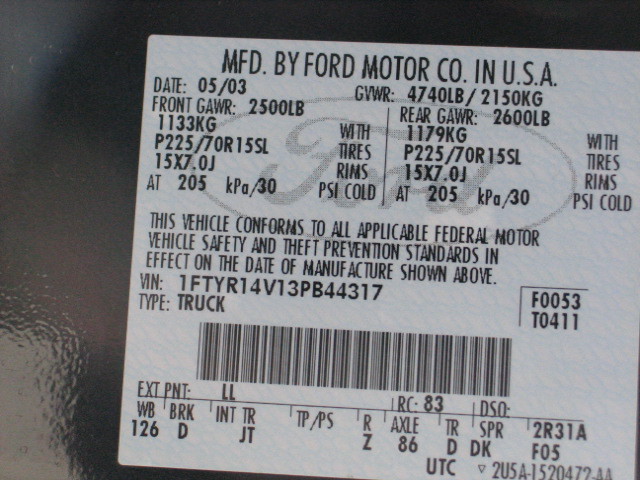 MFD. BY FORD MOTOR CO. IN U.S.A.
DATE: 05/03 GVWR: 4740LB/ 2150KG
FRONT GAWR: 2500LB REAR GAWR: 2600LB
1133KG WITH 1179KG WITH
P225/70R15SL TIRES P225/70R15SL TIRES
15X7.0J RIMS 15X7.0J RIMS
AT 205 kPa/30 PSI COLD AT 205 kPa/30 PSI COLD
Ford
THIS VEHICLE CONFORMS TO ALL APPLICABLE FEDERAL MOTOR
VEHICLE SAFETY AND THEFT PREVENTION STANDARDS IN
EFFECT ON THE DATE OF MANUFACTURE SHOWN ABOVE.
VIN: 1FTYR14V13PB44317 F0053
TYPE: TRUCK T0411
EXT PNT: LL RC: 83 DSO:
WB BRK INT TR TP/PS R AXLE TR SPR 2R31A
126 D JT Z 86 D DK F05
UTC ▽ 2U5A-1520472-AA